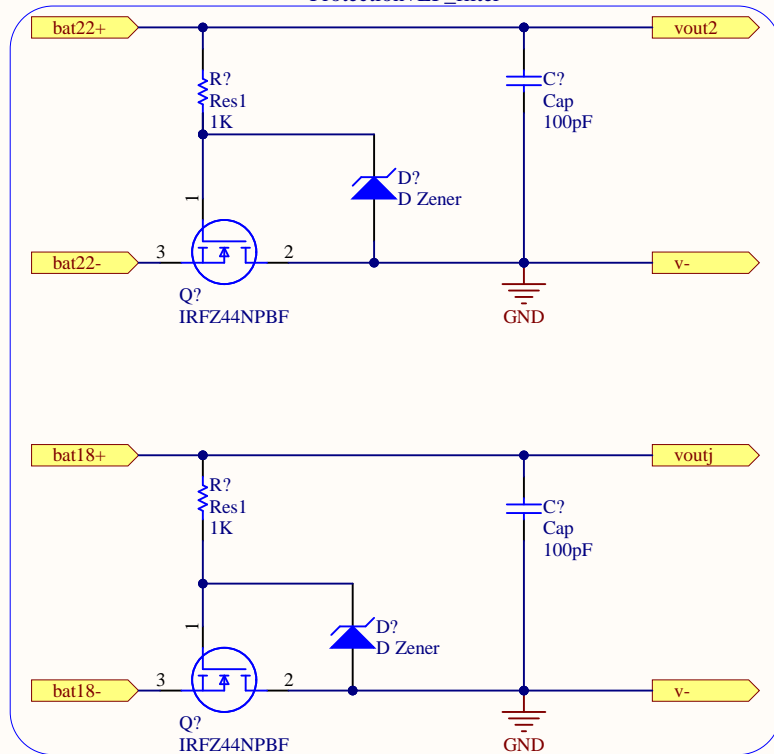 bat22+
vout2
R?
Res1
1K
C?
Cap
100pF
D?
D Zener
1
bat22-
3
2
v-
Q?
IRFZ44NPBF
GND
bat18+
voutj
R?
Res1
1K
C?
Cap
100pF
D?
D Zener
1
bat18-
3
2
v-
Q?
IRFZ44NPBF
GND